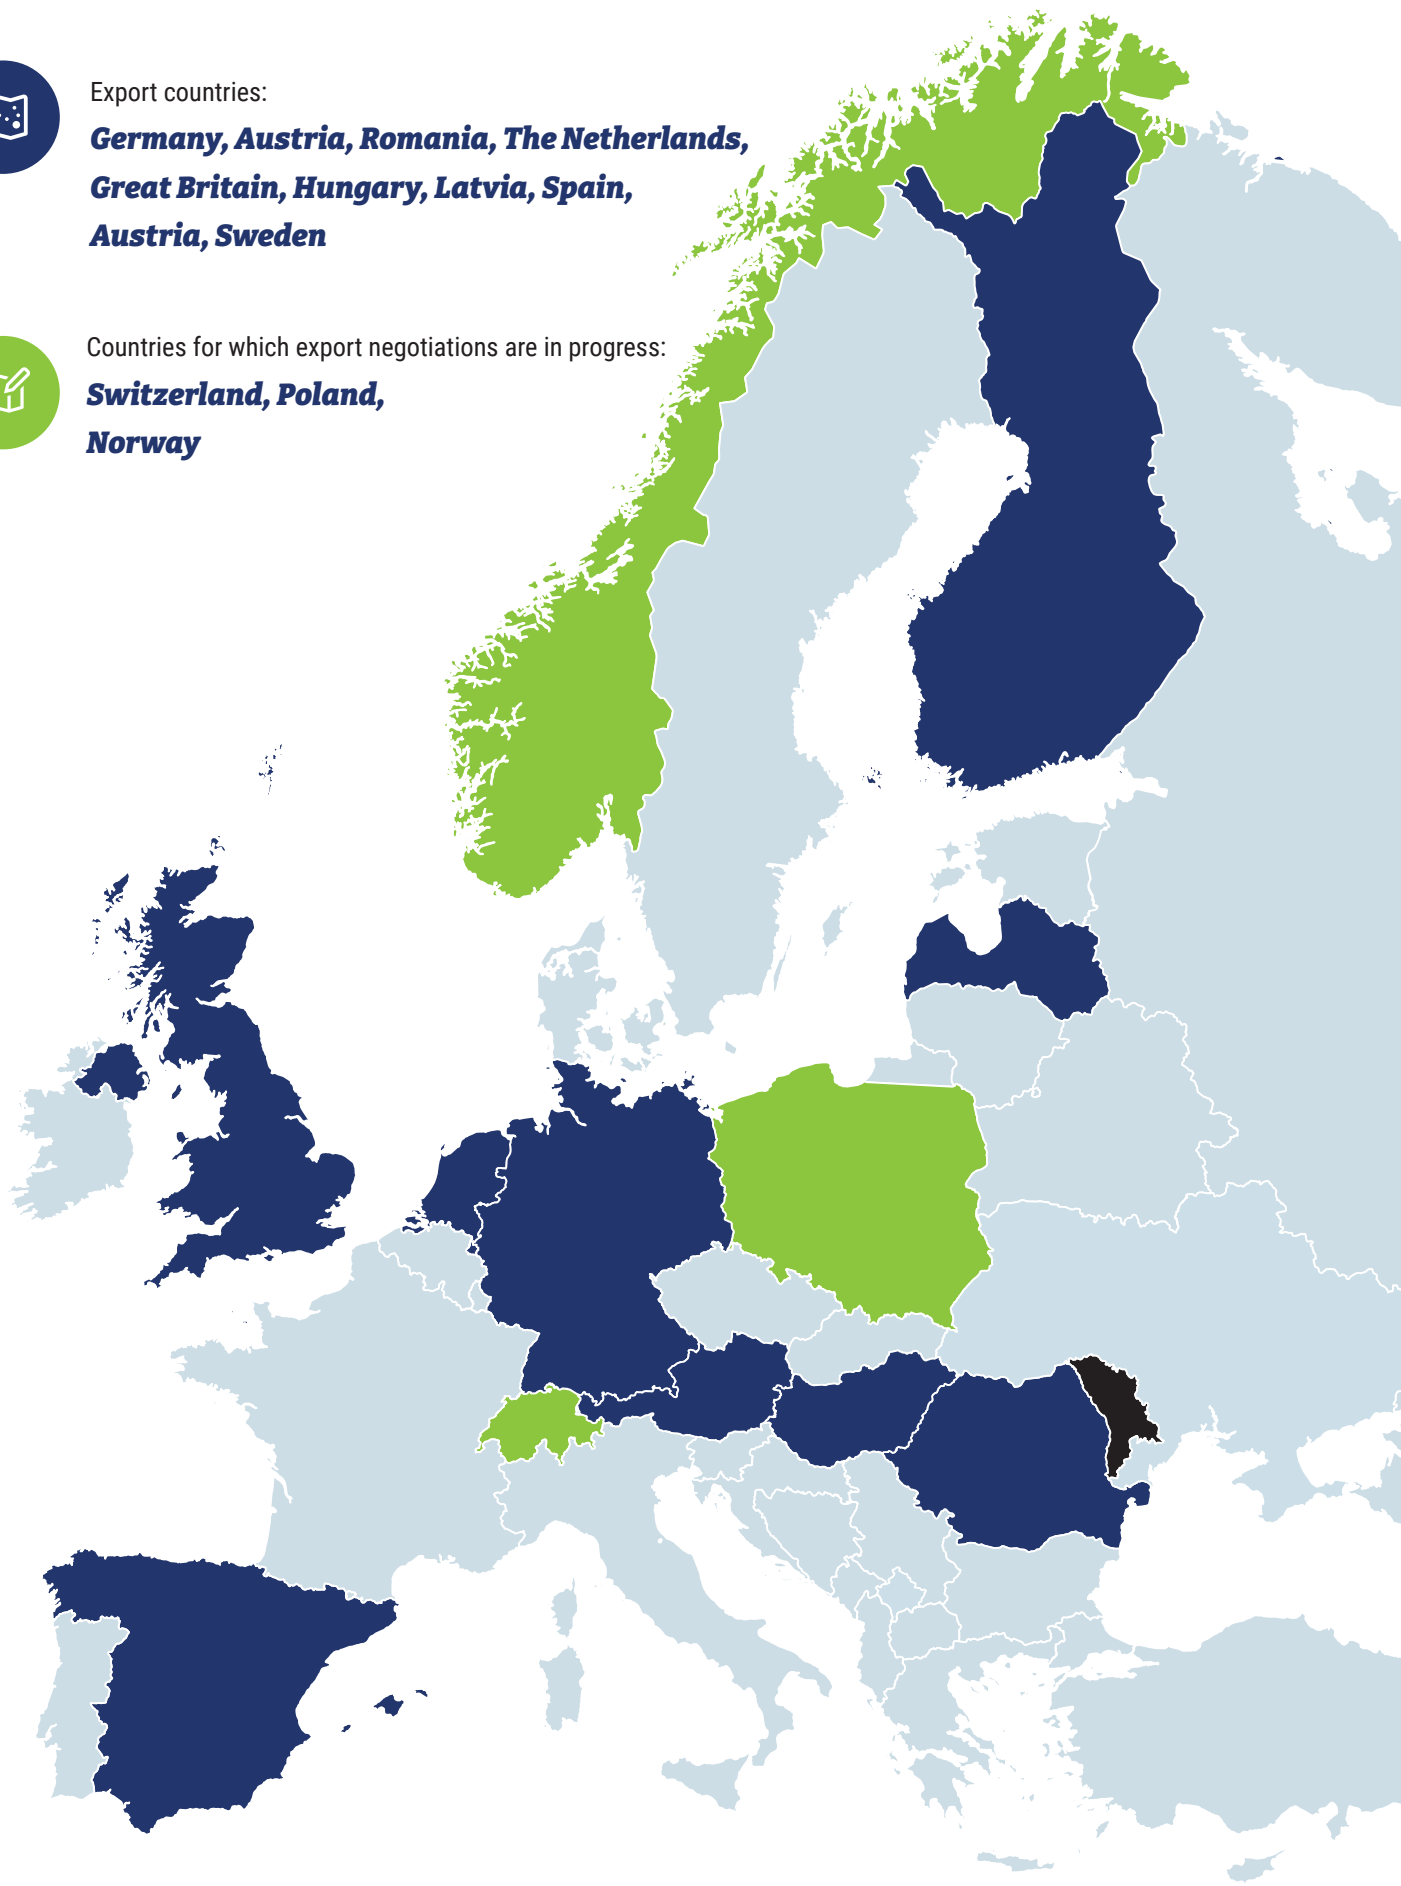 Export countries:
Germany, Austria, Romania, The Netherlands,
Great Britain, Hungary, Latvia, Spain,
Austria, Sweden
Countries for which export negotiations are in progress:
Switzerland, Poland,
Norway